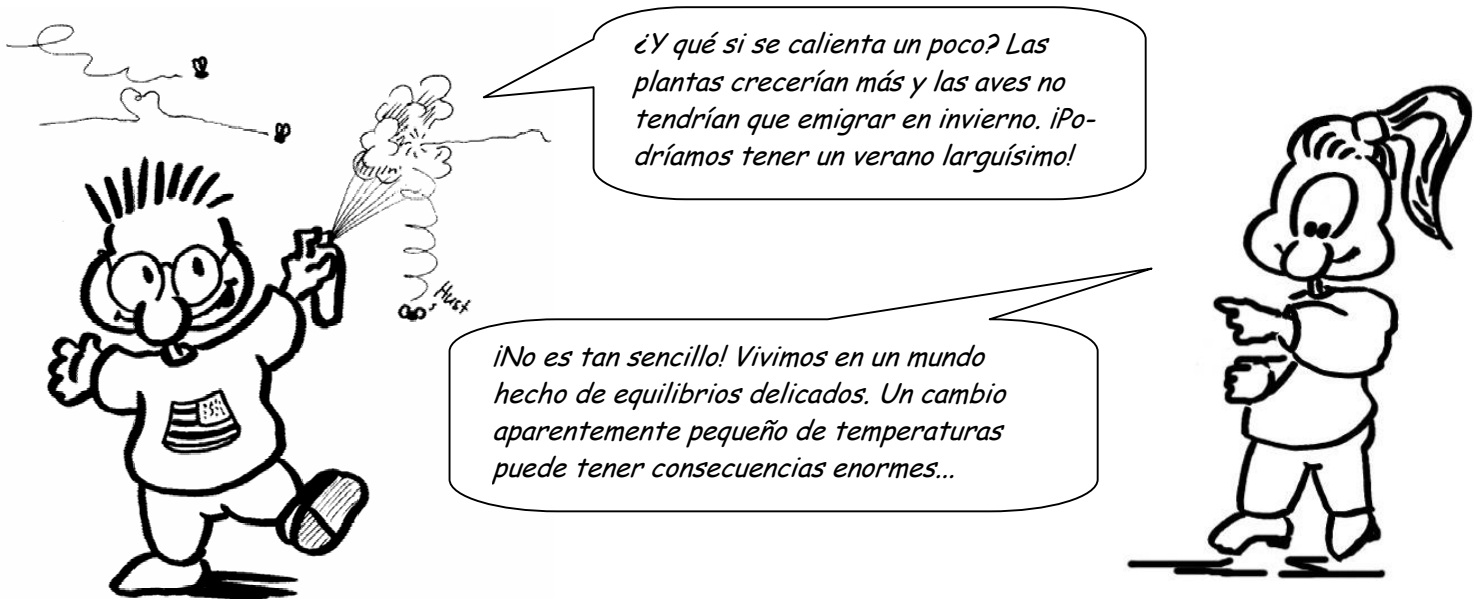 ¿Y qué si se calienta un poco? Las
plantas crecerían más y las aves no
tendrían que emigrar en invierno. ¡Po-
dríamos tener un verano larguísimo!
Hust
¡No es tan sencillo! Vivimos en un mundo
hecho de equilibrios delicados. Un cambio
aparentemente pequeño de temperaturas
puede tener consecuencias enormes...